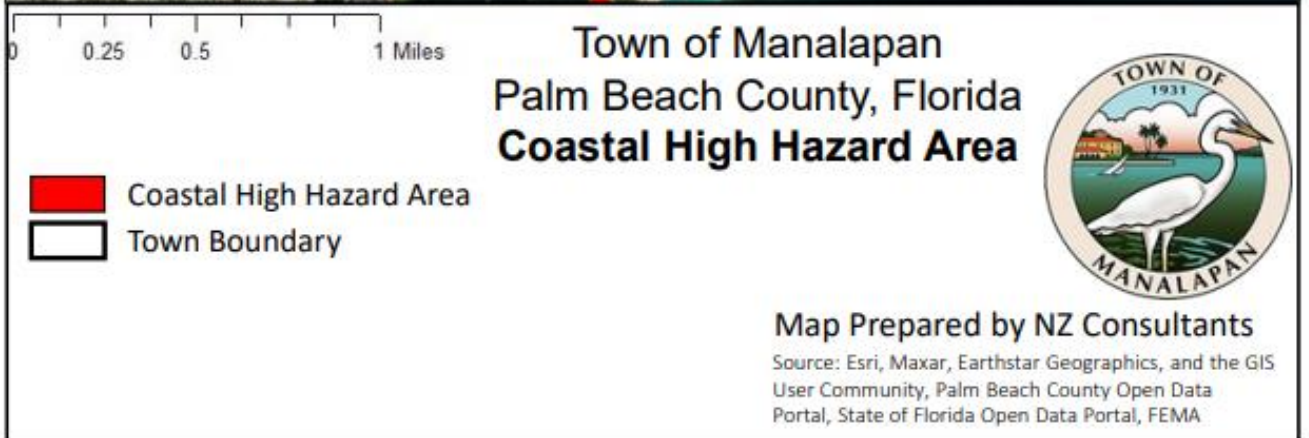 0 0.25 0.5 1 Miles
Town of Manalapan
Palm Beach County, Florida
Coastal High Hazard Area
TOWN OF
1931
MANALAPAN
Coastal High Hazard Area
Town Boundary
Map Prepared by NZ Consultants
Source: Esri, Maxar, Earthstar Geographics, and the GIS
User Community, Palm Beach County Open Data
Portal, State of Florida Open Data Portal, FEMA